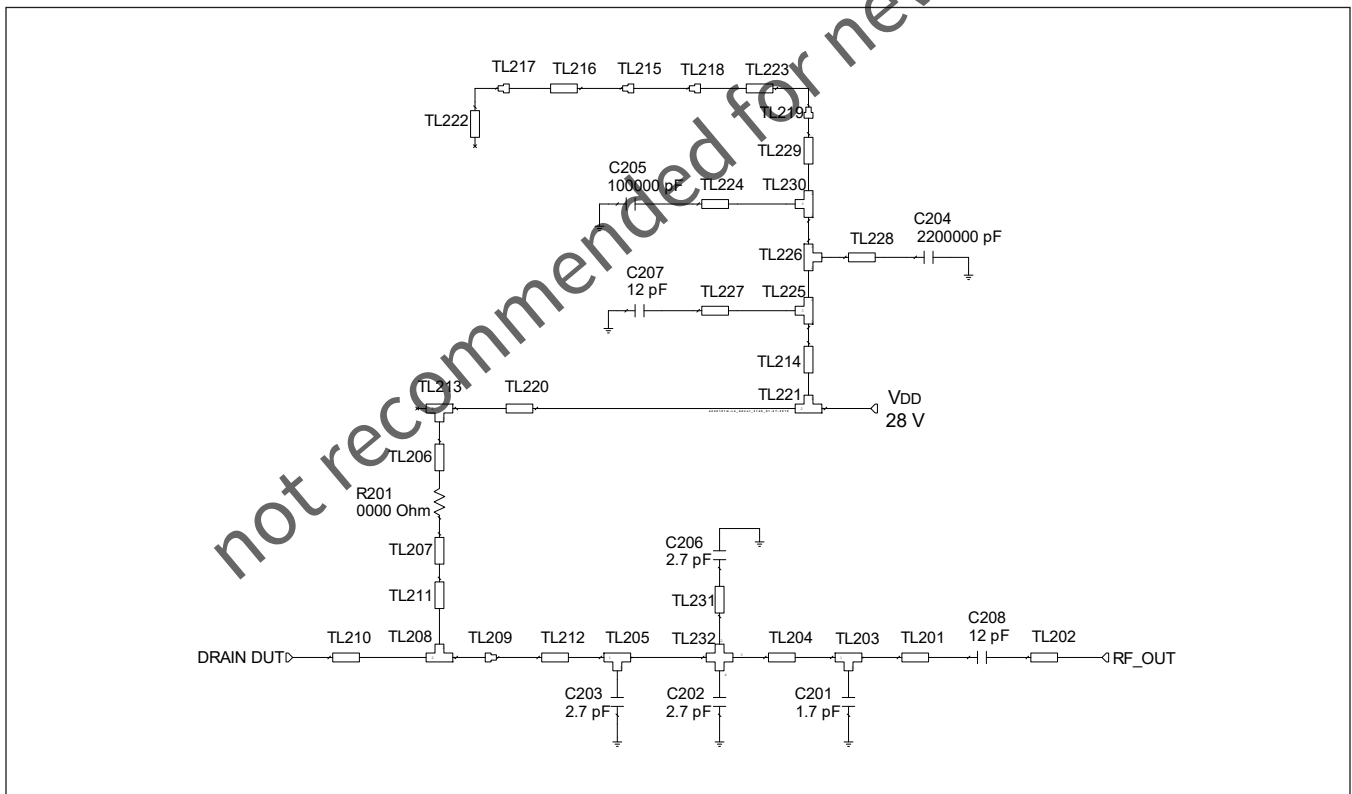 not recommended for new
TL217
TL216
TL215
TL218
TL223
TL222
TL219
TL229
C205
100000 pF
TL224
TL230
C204
2200000 pF
TL228
TL226
C207
12 pF
TL227
TL225
TL214
TL213
TL220
TL221
VDD
28 V
TL206
R201
0000 Ohm
TL207
C206
2.7 pF
TL211
TL231
C208
12 pF
DRAIN DUT
TL210
TL208
TL209
TL212
TL205
TL232
TL204
TL203
TL201
TL202
RF_OUT
C203
2.7 pF
C202
2.7 pF
C201
1.7 pF